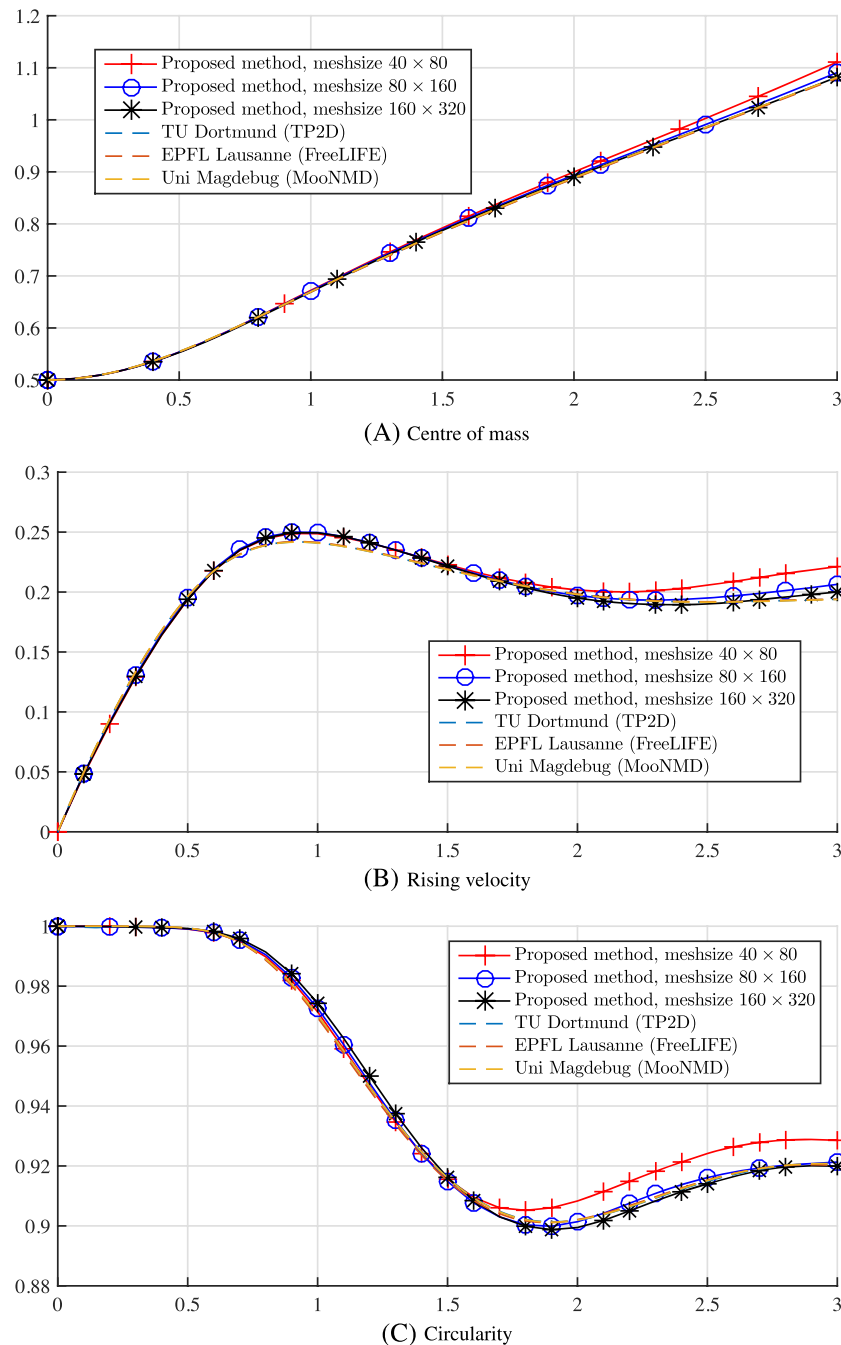 1.2
1.1
1
0.9
0.8
0.7
0.6
0.5
0 0.5 1 1.5 2 2.5 3
Proposed method, meshsize 40 × 80
Proposed method, meshsize 80 × 160
Proposed method, meshsize 160 × 320
TU Dortmund (TP2D)
EPFL Lausanne (FreeLIFE)
Uni Magdebug (MooNMD)
(A) Centre of mass
0.3
0.25
0.2
0.15
0.1
0.05
0
0 0.5 1 1.5 2 2.5 3
Proposed method, meshsize 40 × 80
Proposed method, meshsize 80 × 160
Proposed method, meshsize 160 × 320
TU Dortmund (TP2D)
EPFL Lausanne (FreeLIFE)
Uni Magdebug (MooNMD)
(B) Rising velocity
1
0.98
0.96
0.94
0.92
0.9
0.88
0 0.5 1 1.5 2 2.5 3
Proposed method, meshsize 40 × 80
Proposed method, meshsize 80 × 160
Proposed method, meshsize 160 × 320
TU Dortmund (TP2D)
EPFL Lausanne (FreeLIFE)
Uni Magdebug (MooNMD)
(C) Circularity